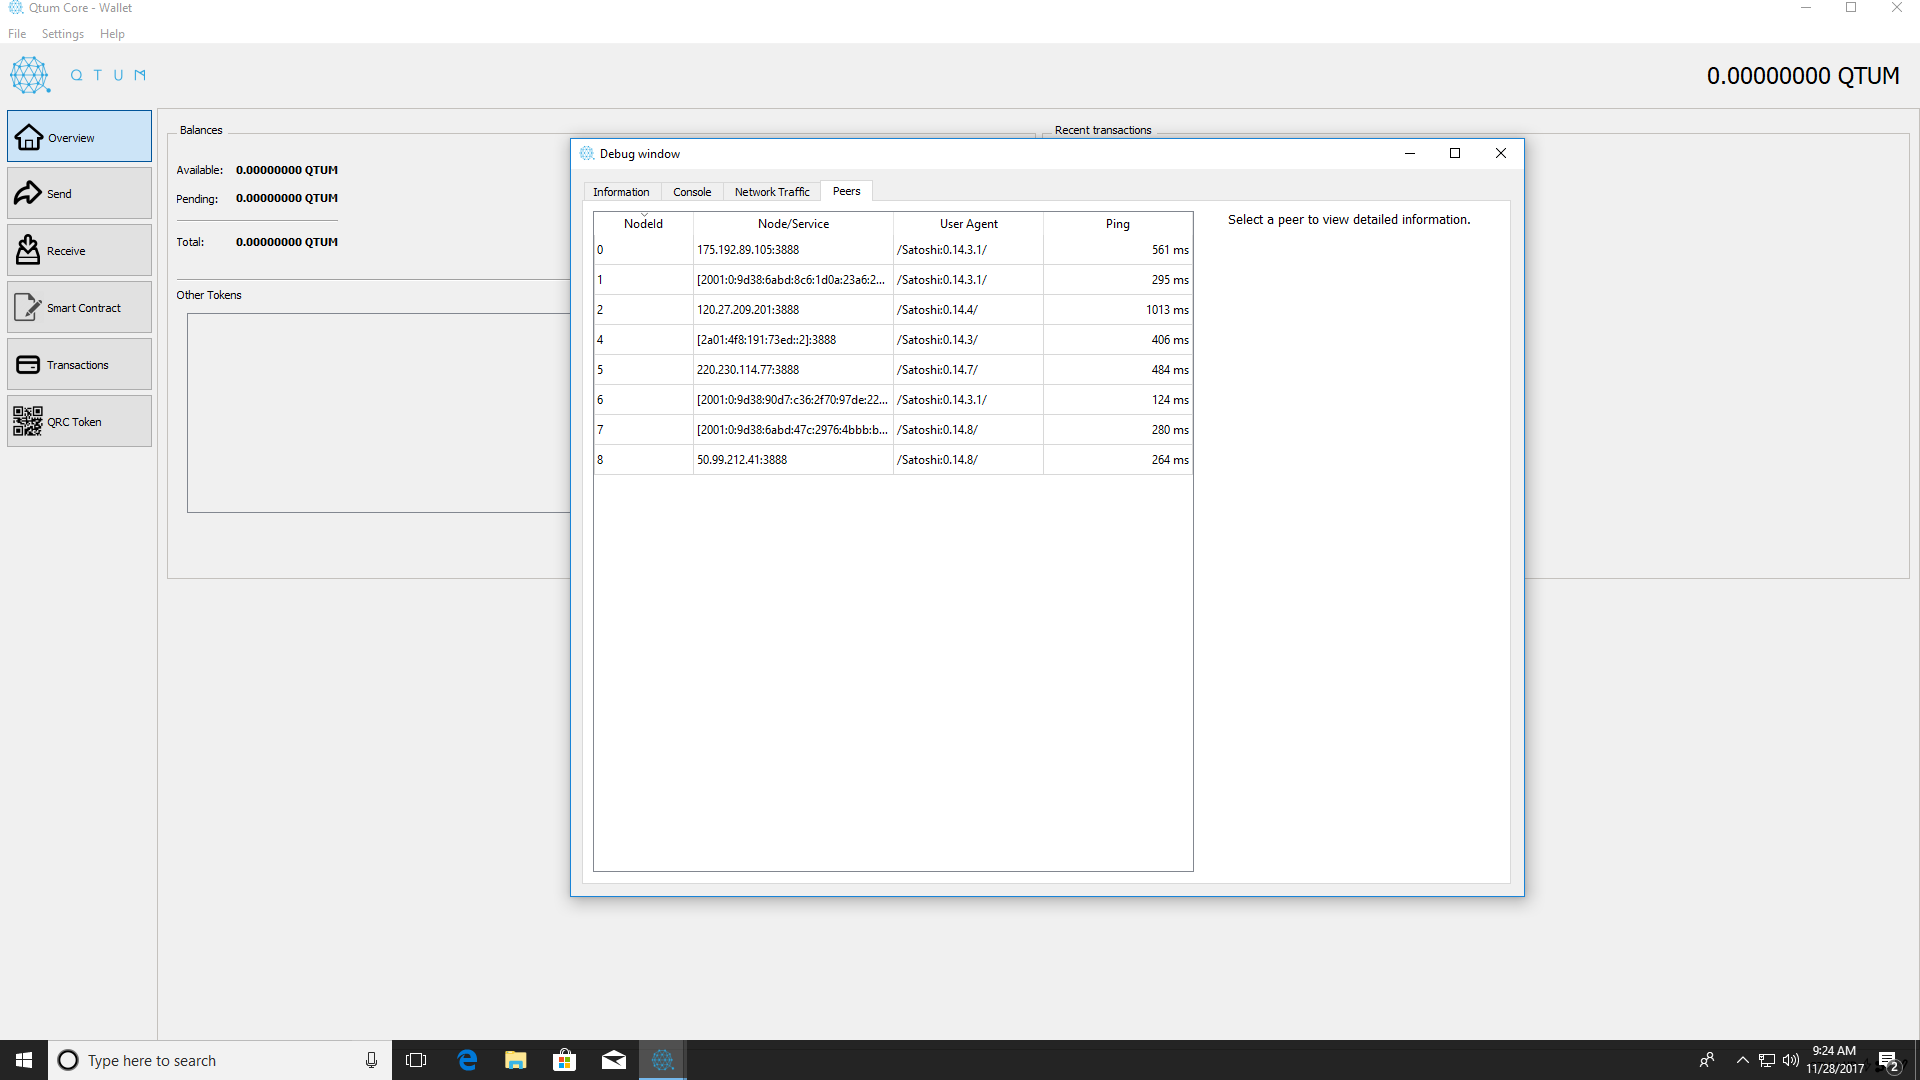 Qtum Core - Wallet
File Settings Help
QTUM
0.00000000 QTUM
Overview
Send
Receive
Smart Contract
Transactions
QRC Token
Balances
Available: 0.00000000 QTUM
Pending: 0.00000000 QTUM
Total: 0.00000000 QTUM
Other Tokens
Recent transactions
Debug window
Information Console Network Traffic Peers
NodeId Node/Service User Agent Ping
0 175.192.89.105:3888 /Satoshi:0.14.3.1/ 561 ms
1 [2001:0:9d38:6abd:8c6:1d0a:23a6:2... /Satoshi:0.14.3.1/ 295 ms
2 120.27.209.201:3888 /Satoshi:0.14.4/ 1013 ms
4 [2a01:4f8:191:73ed::2]:3888 /Satoshi:0.14.3/ 406 ms
5 220.230.114.77:3888 /Satoshi:0.14.7/ 484 ms
6 [2001:0:9d38:90d7:c36:2f70:97de:22... /Satoshi:0.14.3.1/ 124 ms
7 [2001:0:9d38:6abd:47c:2976:4bbb:b... /Satoshi:0.14.8/ 280 ms
8 50.99.212.41:3888 /Satoshi:0.14.8/ 264 ms
Select a peer to view detailed information.
Type here to search
9:24 AM
11/28/2017
2